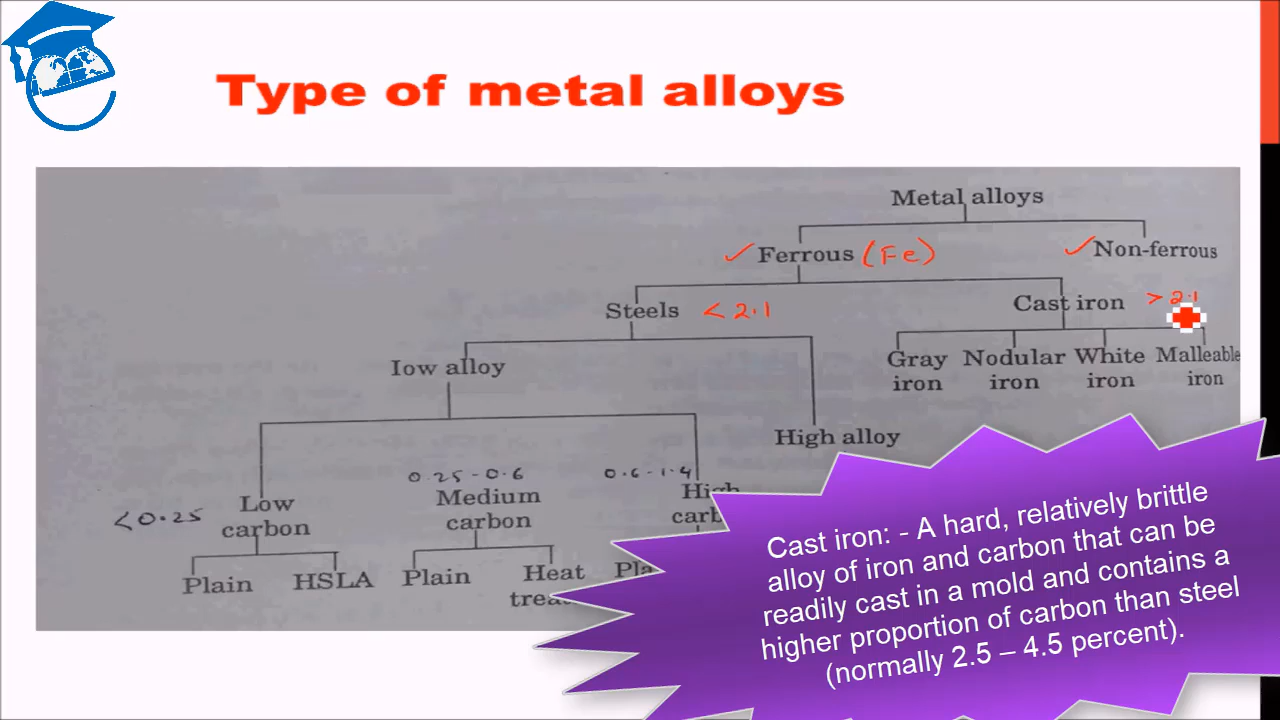 Type of metal alloys
Metal alloys
Ferrous (Fe)
Non-ferrous
Steels < 2.1
Cast iron > 2.1
Gray
iron
Nodular
iron
White
iron
Malleable
iron
Iow alloy
High alloy
<0.25
Low
carbon
0.25-0.6
Medium
carbon
0.6-1.4
High
Plain
HSLA
Plain
Heat
Cast iron: - A hard, relatively brittle
alloy of iron and carbon that can be
readily cast in a mold and contains a
higher proportion of carbon than steel
(normally 2.5 – 4.5 percent).